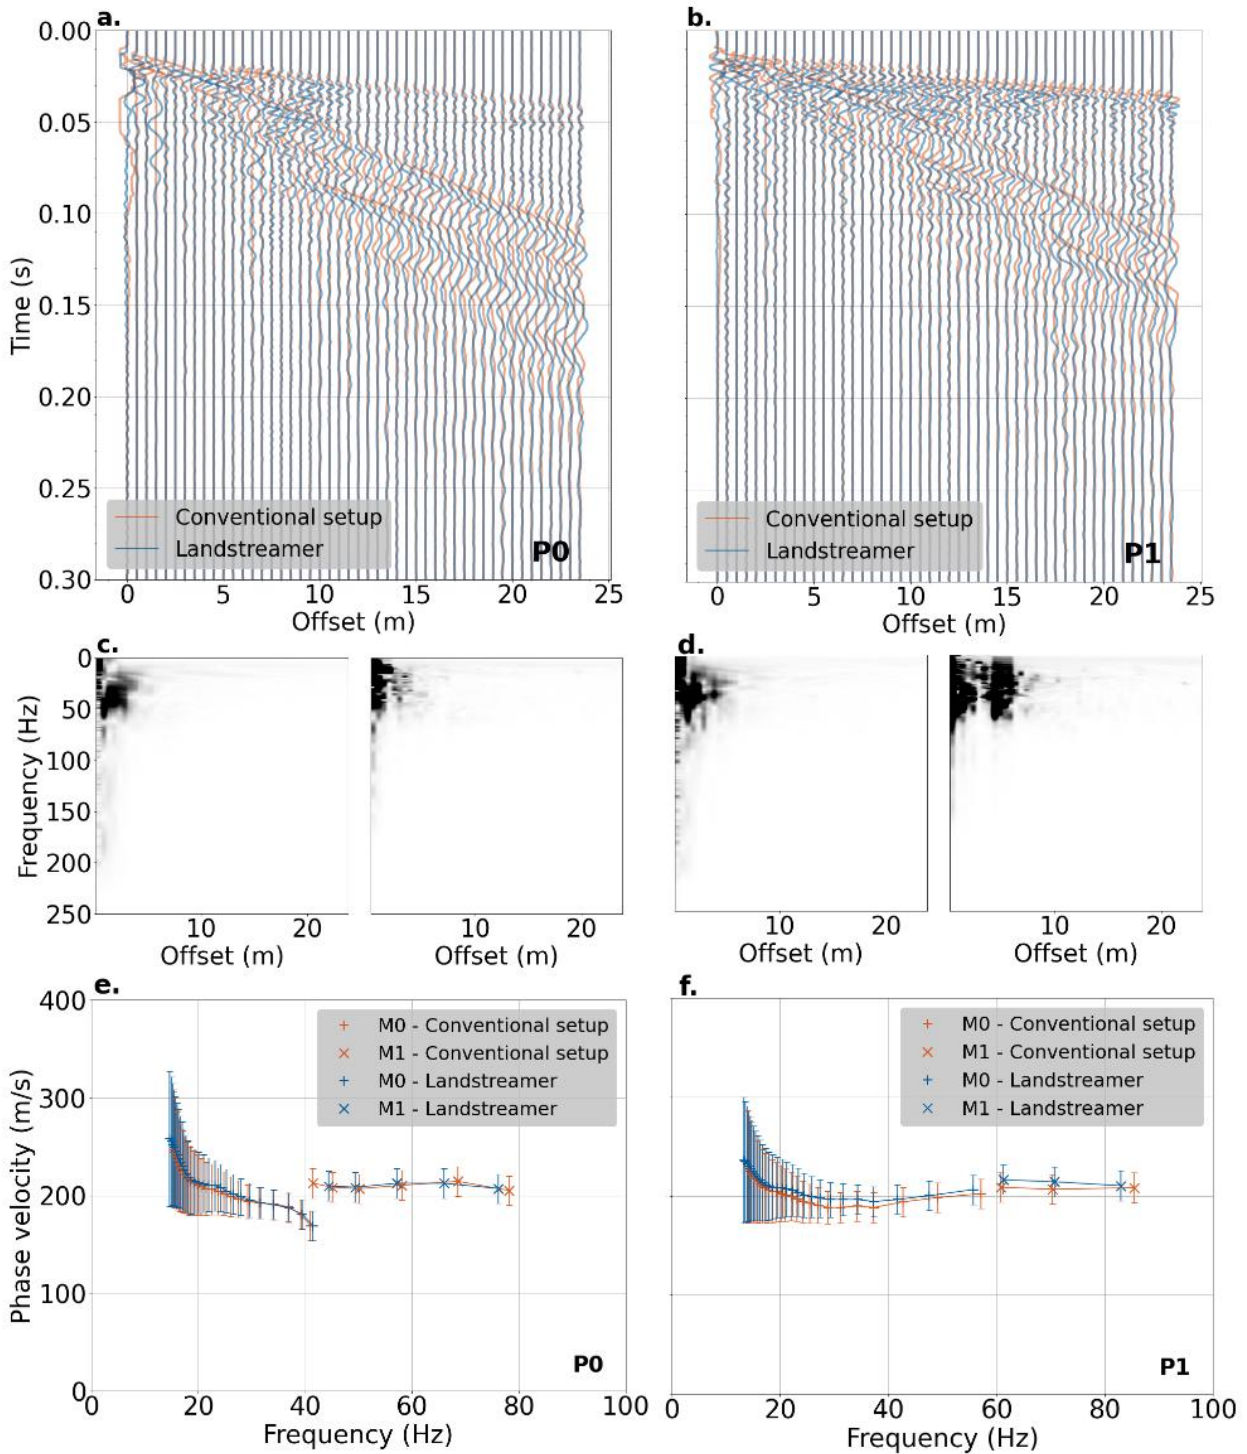 a.
0.00
0.05
0.10
0.15
0.20
0.25
0.30
Time (s)
Conventional setup
Landstreamer
P0
0 5 10 15 20 25
Offset (m)
b.
Conventional setup
Landstreamer
P1
0 5 10 15 20 25
Offset (m)
c.
0
50
100
150
200
250
Frequency (Hz)
10 20
Offset (m)
10 20
Offset (m)
d.
10 20
Offset (m)
10 20
Offset (m)
e.
400
300
200
100
0
Phase velocity (m/s)
M0 - Conventional setup
M1 - Conventional setup
M0 - Landstreamer
M1 - Landstreamer
P0
0 20 40 60 80 100
Frequency (Hz)
f.
M0 - Conventional setup
M1 - Conventional setup
M0 - Landstreamer
M1 - Landstreamer
P1
0 20 40 60 80 100
Frequency (Hz)